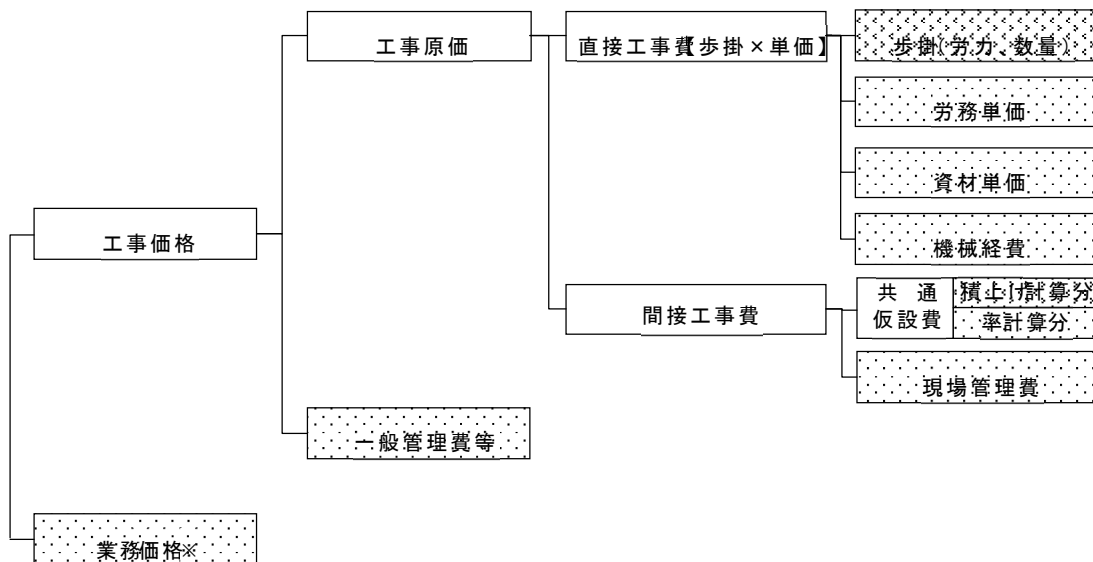 工事原価
直接工事費【歩掛×単価】
歩掛(労力、数量)
労務単価
資材単価
工事価格
機械経費
間接工事費
共通
仮設費
積上げ計算分
率計算分
現場管理費
一般管理費等
業務価格※